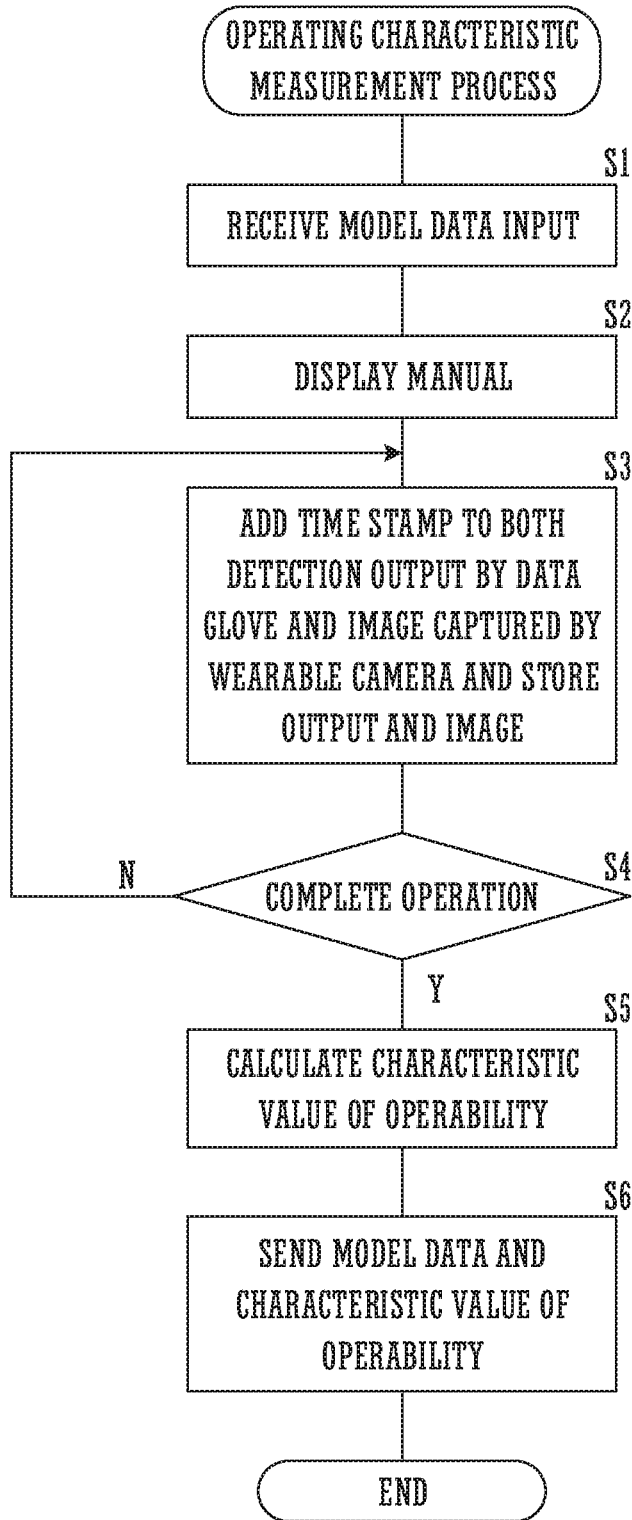 OPERATING CHARACTERISTIC
MEASUREMENT PROCESS
S1
RECEIVE MODEL DATA INPUT
S2
DISPLAY MANUAL
S3
ADD TIME STAMP TO BOTH
DETECTION OUTPUT BY DATA
GLOVE AND IMAGE CAPTURED BY
WEARABLE CAMERA AND STORE
OUTPUT AND IMAGE
S4
N
COMPLETE OPERATION
Y
S5
CALCULATE CHARACTERISTIC
VALUE OF OPERABILITY
S6
SEND MODEL DATA AND
CHARACTERISTIC VALUE OF
OPERABILITY
END